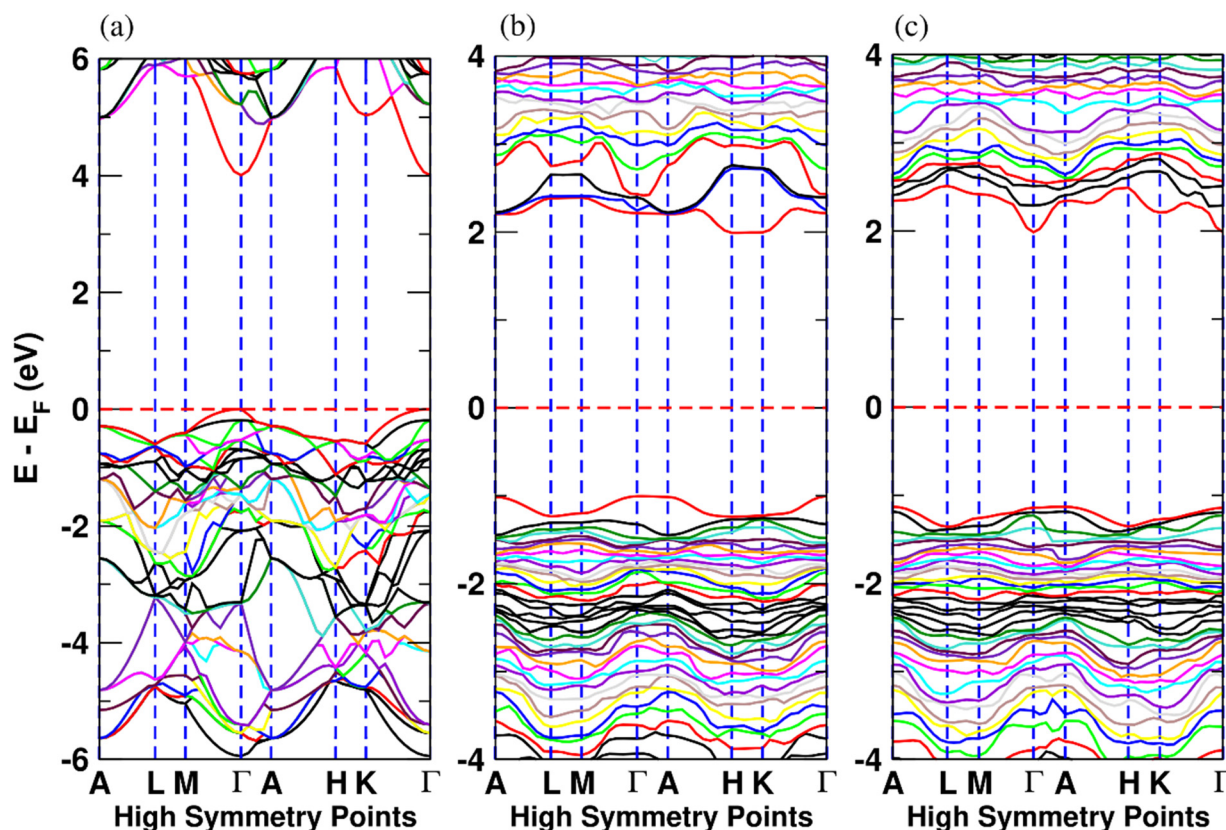 (a)
(b)
(c)
E - E_F (eV)
6
4
2
0
-2
-4
-6
4
2
0
-2
-4
4
2
0
-2
-4
A L M Γ A H K Γ
A L M Γ A H K Γ
A L M Γ A H K Γ
High Symmetry Points
High Symmetry Points
High Symmetry Points